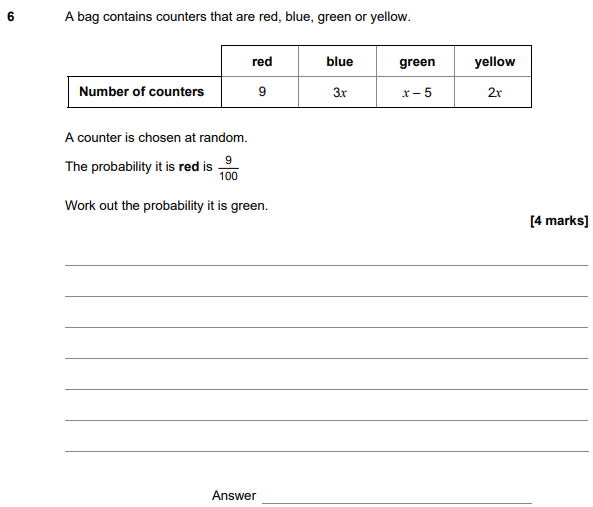 6 A bag contains counters that are red, blue, green or yellow.
red blue green yellow
Number of counters 9 3x x – 5 2x
A counter is chosen at random.
The probability it is red is 9/100
Work out the probability it is green.
[4 marks]
Answer